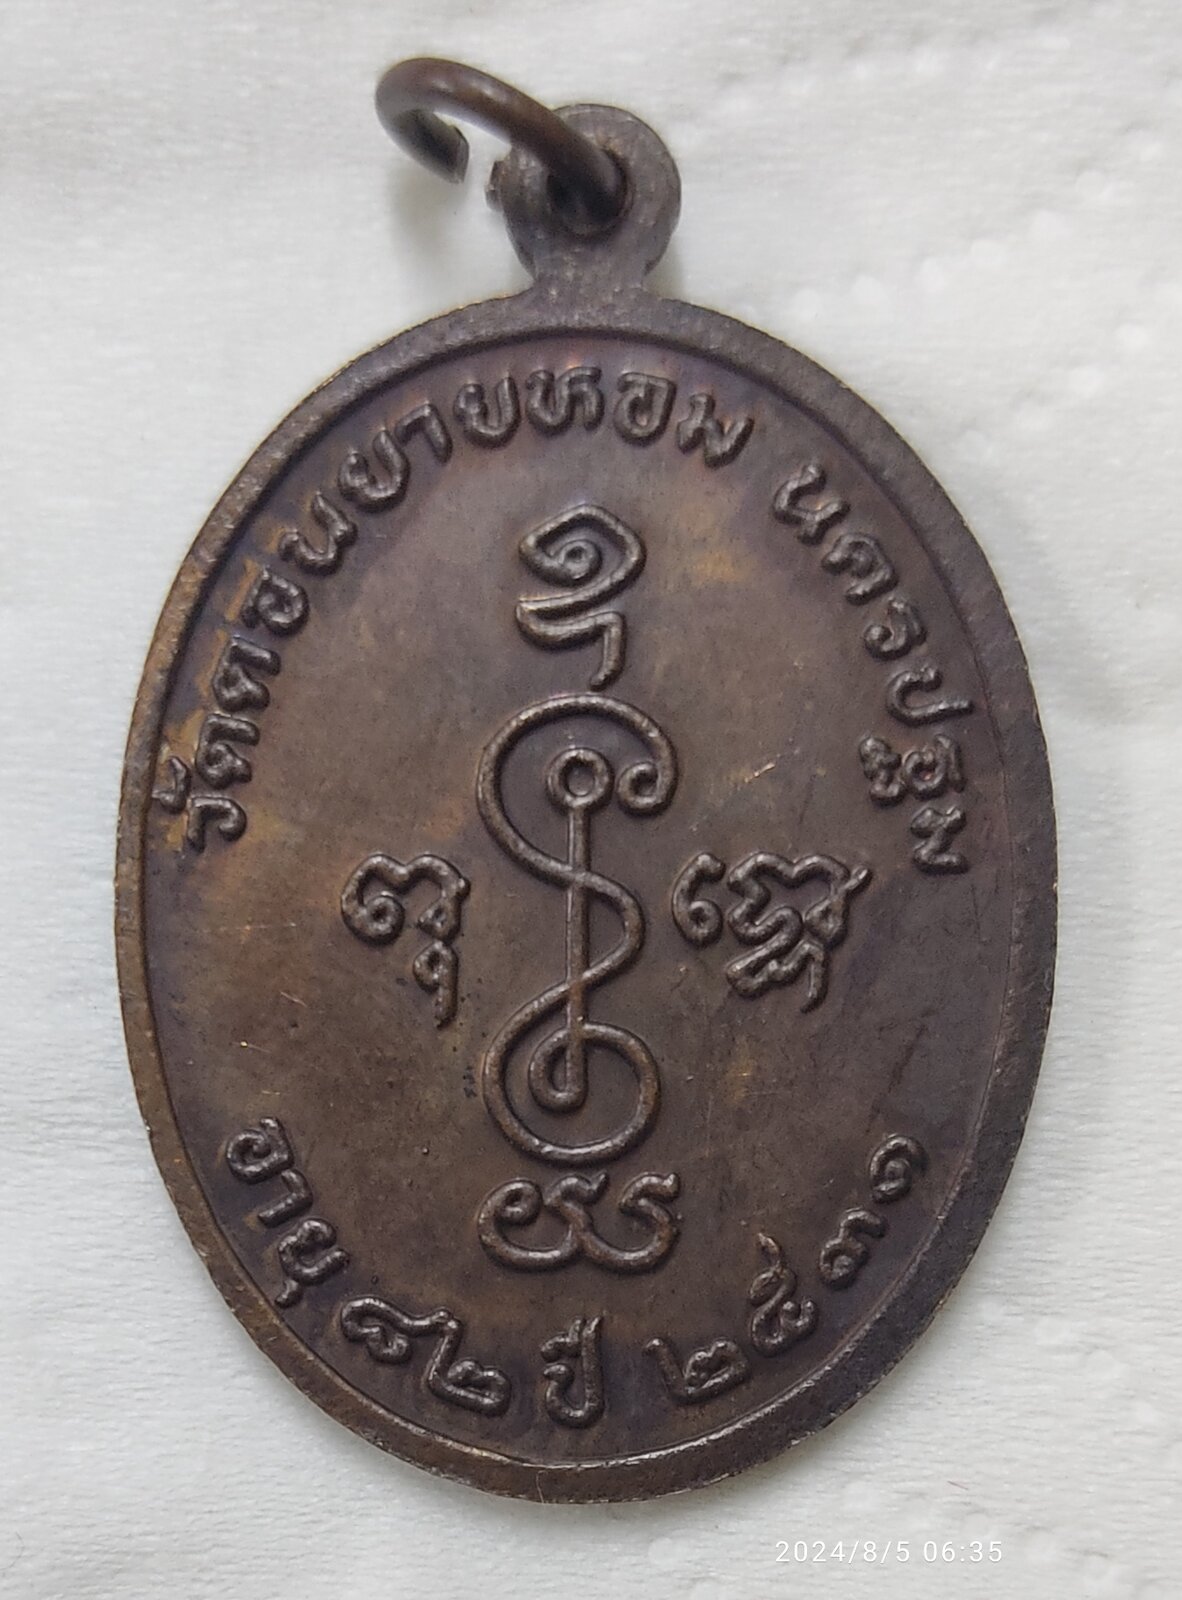 วัดดอนยายหอม นครปฐม
อายุ ๘๒ ปี ๒๕๓๑
2024/8/5 06:35